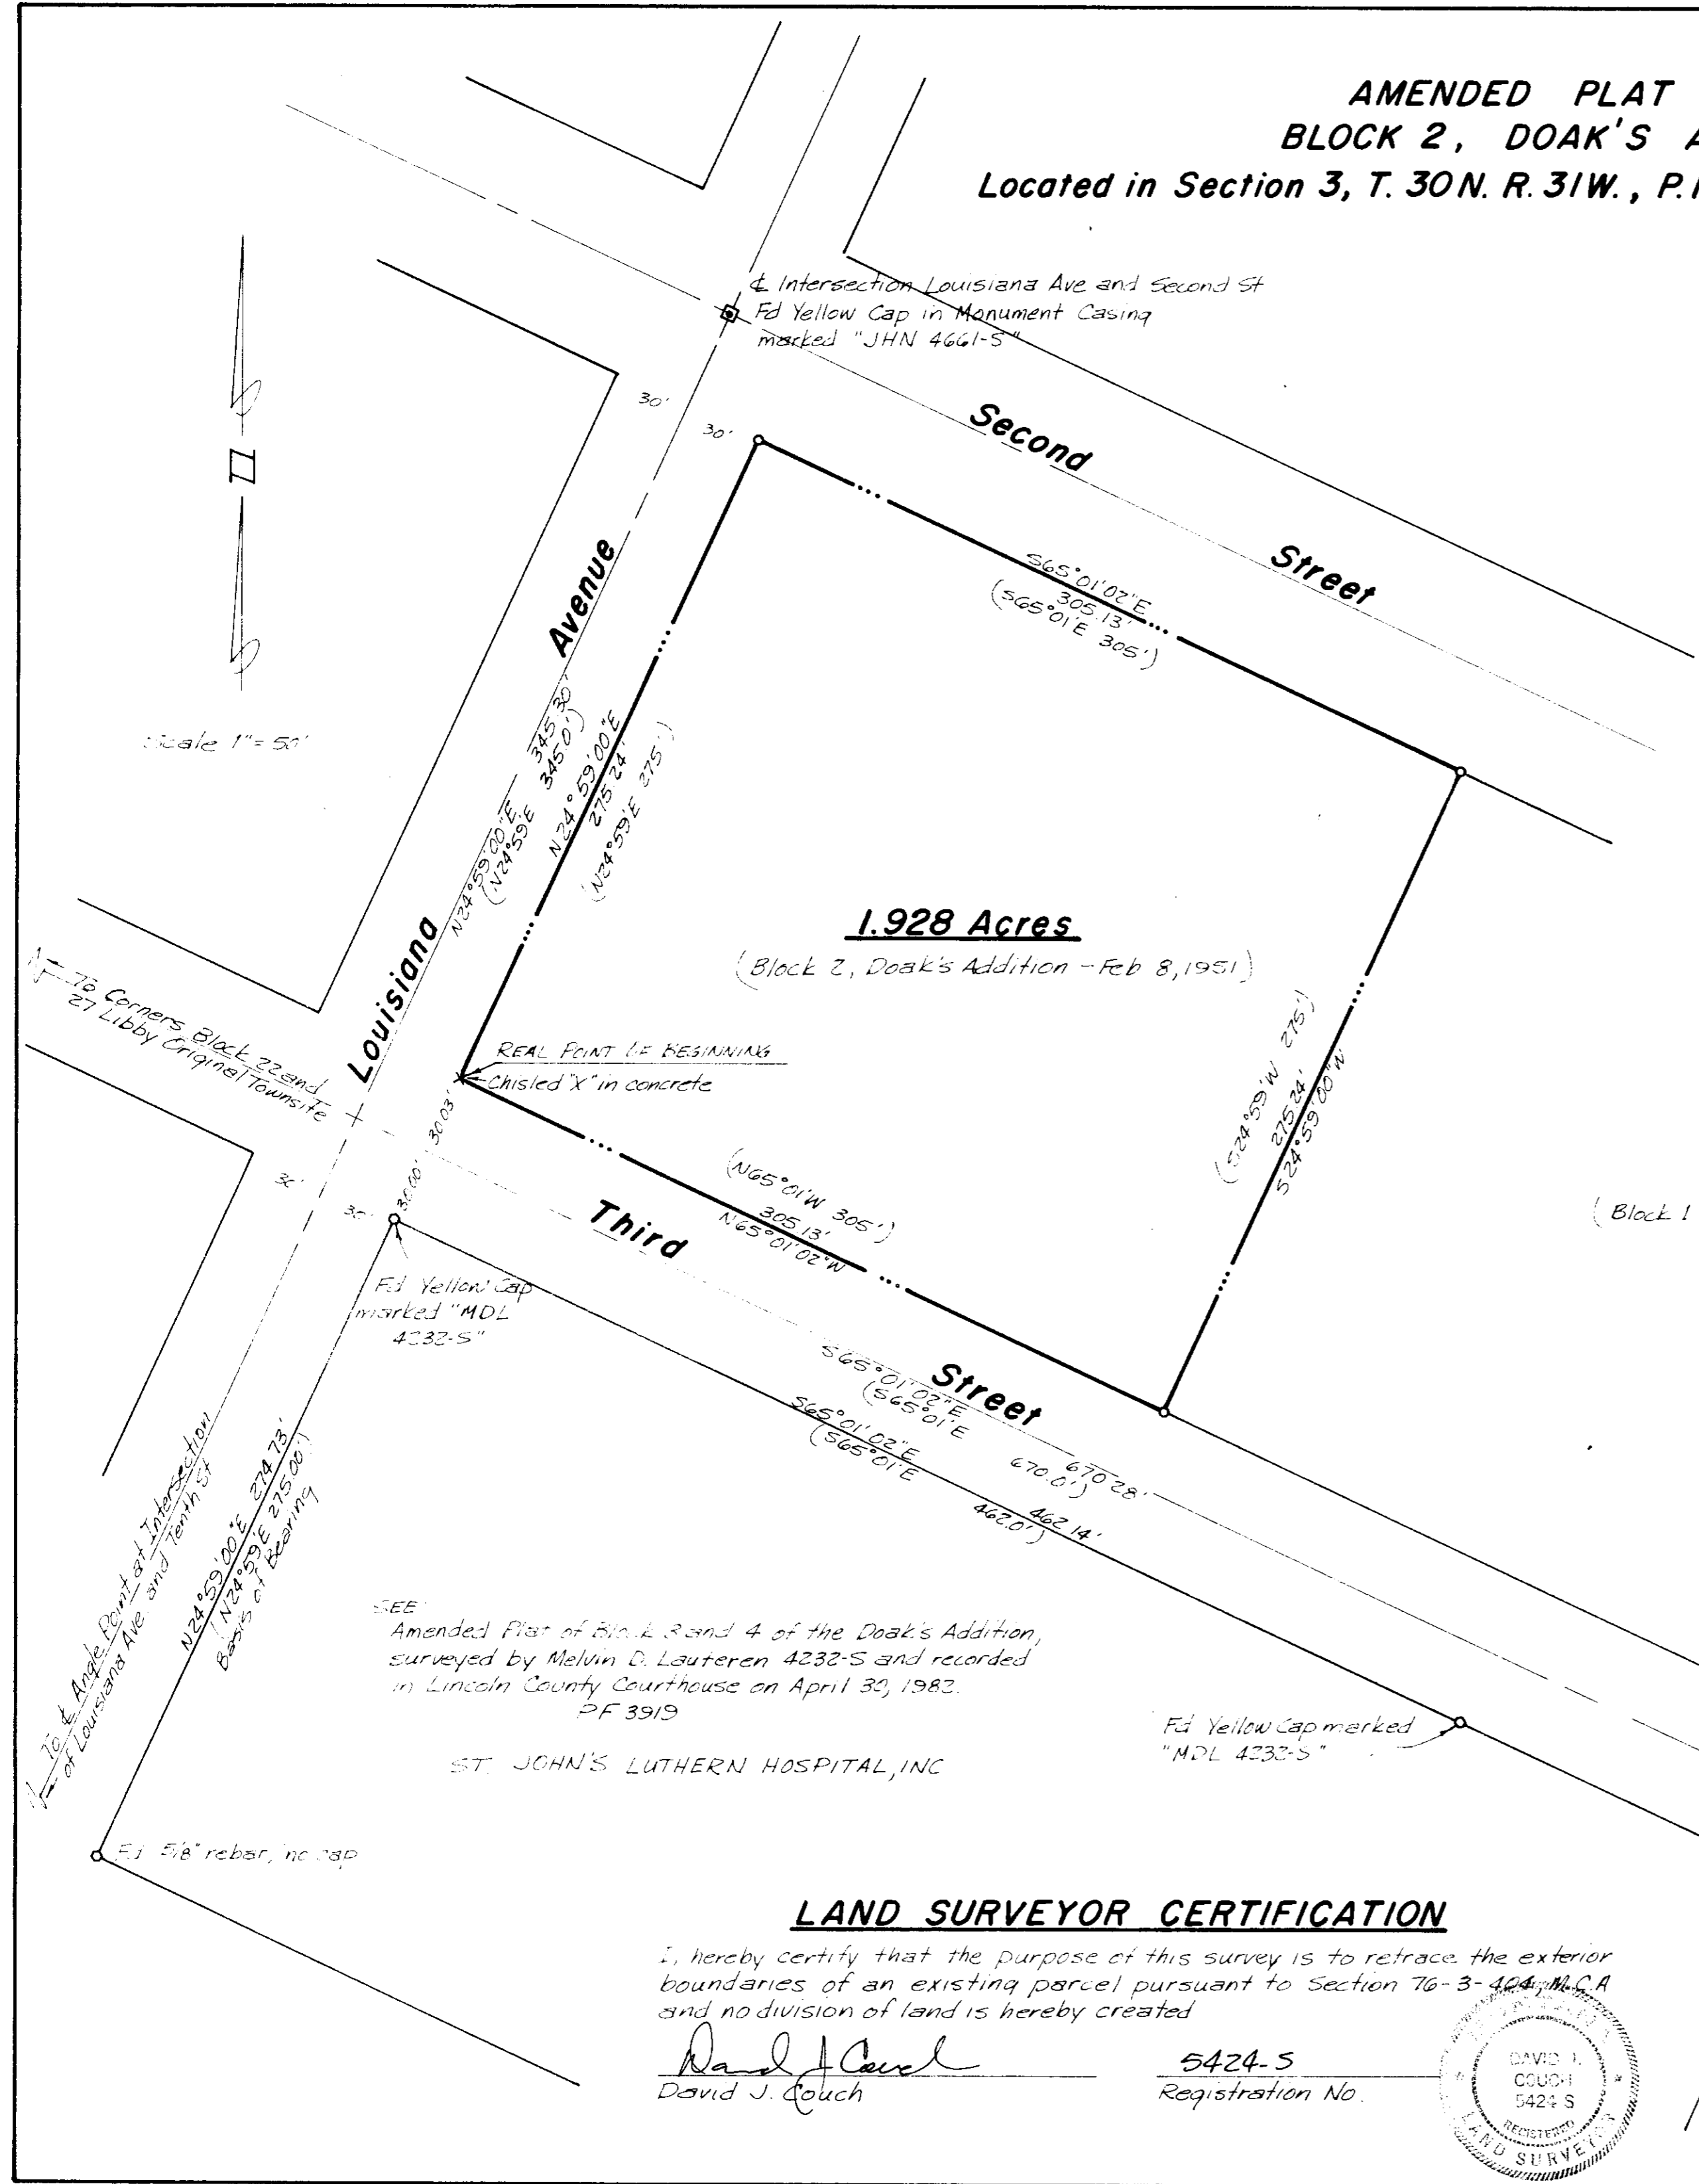 AMENDED PLAT
BLOCK 2, DOAK'S A
Located in Section 3, T. 30 N. R. 31 W., P.
℄ Intersection Louisiana Ave and Second St
Fd Yellow Cap in Monument Casing
marked "JHN 4661-S"
30'
30'
Second
Street
Scale 1"=50'
Louisiana
Avenue
S65°01'02"E
305.13'
(S65°01'E 305')
N24°59'00"E 345.30'
(N24°59'E 345.0')
N24°59'00"E
275.24'
(N24°59'E 275')
1.928 Acres
(Block 2, Doak's Addition - Feb 8, 1951)
To Corners Block 22 and
27 Libby Original Townsite
REAL POINT OF BEGINNING
Chisled "X" in concrete
30.03'
30.00'
30'
30'
(S24°59'W 275')
275.24'
S24°59'00"W
(Block 1
(N65°01'W 305')
305.13'
N65°01'02"W
Third
Street
Fd Yellow Cap
marked "MDL
4232-S"
S65°01'02"E 670.28'
(S65°01'E 670.0')
S65°01'02"E 462.14'
(S65°01'E 462.0')
To ℄ Angle Point at Intersection
of Louisiana Ave and Tenth St
N24°59'00"E 274.73'
(N24°59'E 275.00')
Basis of Bearing
SEE
Amended Plat of Block 3 and 4 of the Doak's Addition,
surveyed by Melvin D. Lauteren 4232-S and recorded
in Lincoln County Courthouse on April 30, 1982.
PF 3919
ST. JOHN'S LUTHERN HOSPITAL, INC
Fd Yellow Cap marked
"MDL 4232-S"
Fd 5/8" rebar, no cap
LAND SURVEYOR CERTIFICATION
I, hereby certify that the purpose of this survey is to retrace the exterior
boundaries of an existing parcel pursuant to Section 76-3-404, M.C.A
and no division of land is hereby created
David J Couch
David J. Couch
5424-S
Registration No.
DAVID J.
COUCH
5424 S
REGISTERED
LAND SURVEYOR